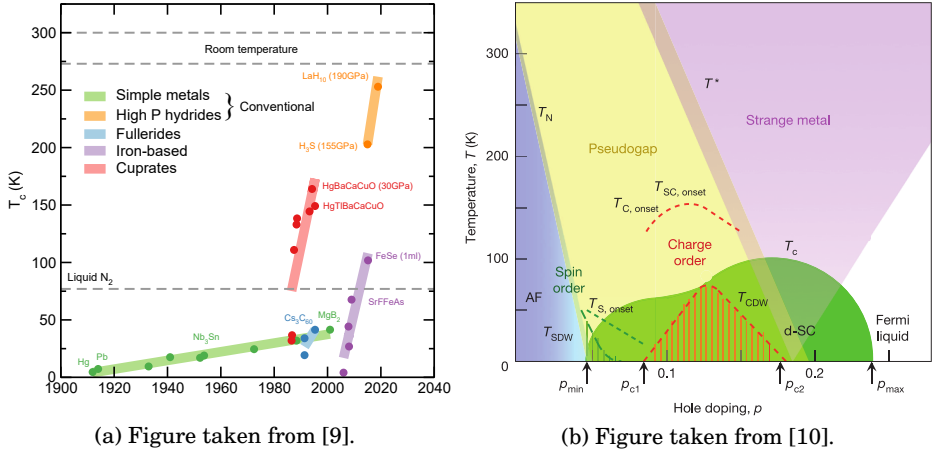 300
250
200
150
100
50
0
T_c (K)
1900 1920 1940 1960 1980 2000 2020 2040
Room temperature
LaH₁₀ (190GPa)
Simple metals
High P hydrides
} Conventional
Fullerides
Iron-based
Cuprates
H₃S (155GPa)
HgBaCaCuO (30GPa)
HgTlBaCaCuO
Liquid N₂
FeSe (1ml)
SrFFeAs
Cs₃C₆₀
MgB₂
Nb₃Sn
Hg
Pb
(a) Figure taken from [9].
300
200
100
0
Temperature, T (K)
T_N
T*
Strange metal
Pseudogap
T_SC, onset
T_C, onset
Charge order
T_c
Spin order
T_S, onset
T_CDW
AF
T_SDW
d-SC
Fermi liquid
0 0.1 0.2
p_min p_c1 p_c2 p_max
Hole doping, p
(b) Figure taken from [10].